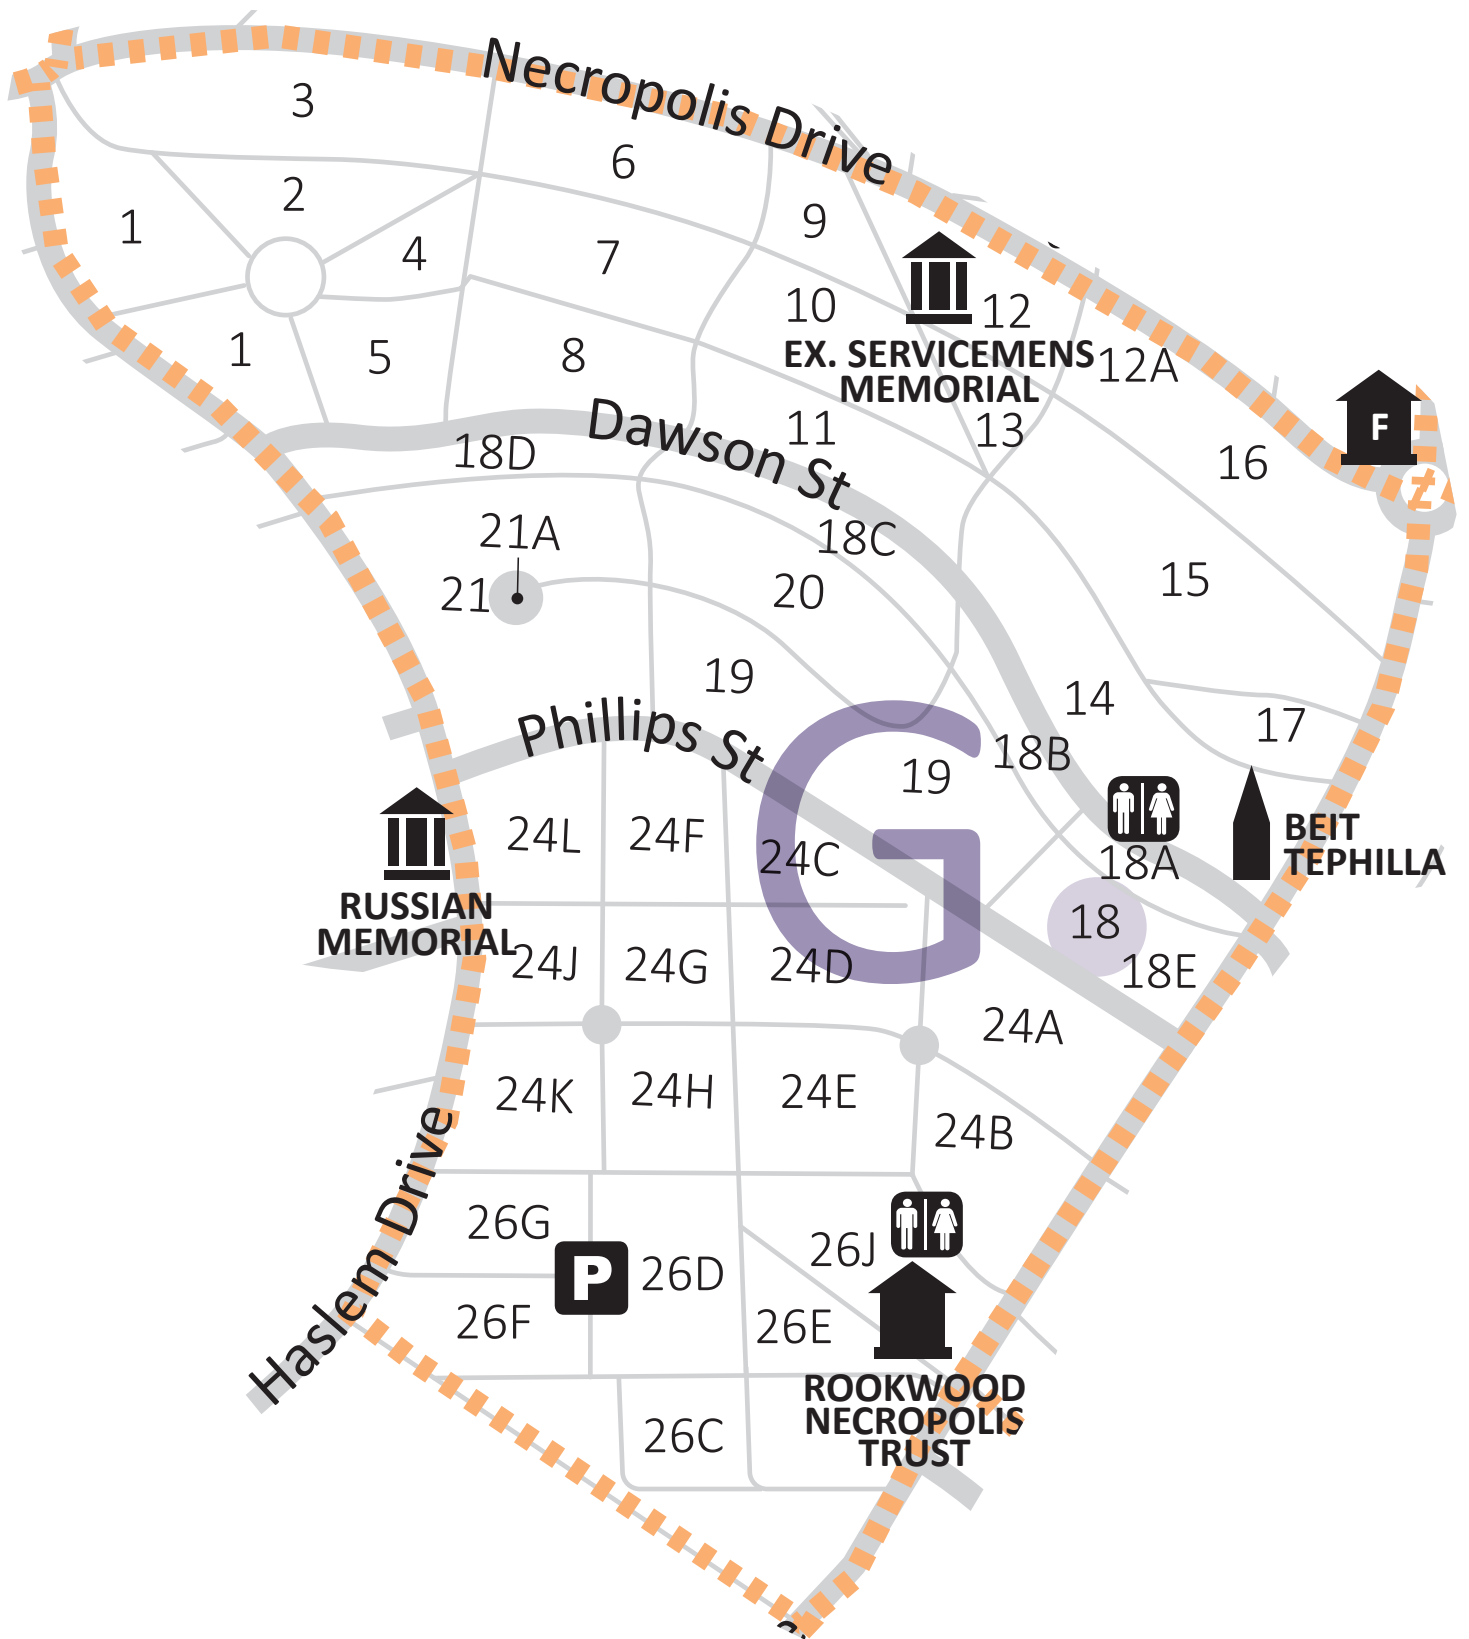 Necropolis Drive
3
6
2
1
9
4
7
10
12
EX. SERVICEMENS
MEMORIAL
12A
1
5
8
F
Dawson St
11
13
18D
16
21A
18C
21
20
15
19
14
Phillips St
17
18B
19
24L
24F
24C
G
BEIT
TEPHILLA
18A
RUSSIAN
MEMORIAL
18
24J
24G
24D
18E
24A
24K
24H
24E
24B
Haslem Drive
26G
26J
P
26D
26F
26E
ROOKWOOD
NECROPOLIS
TRUST
26C